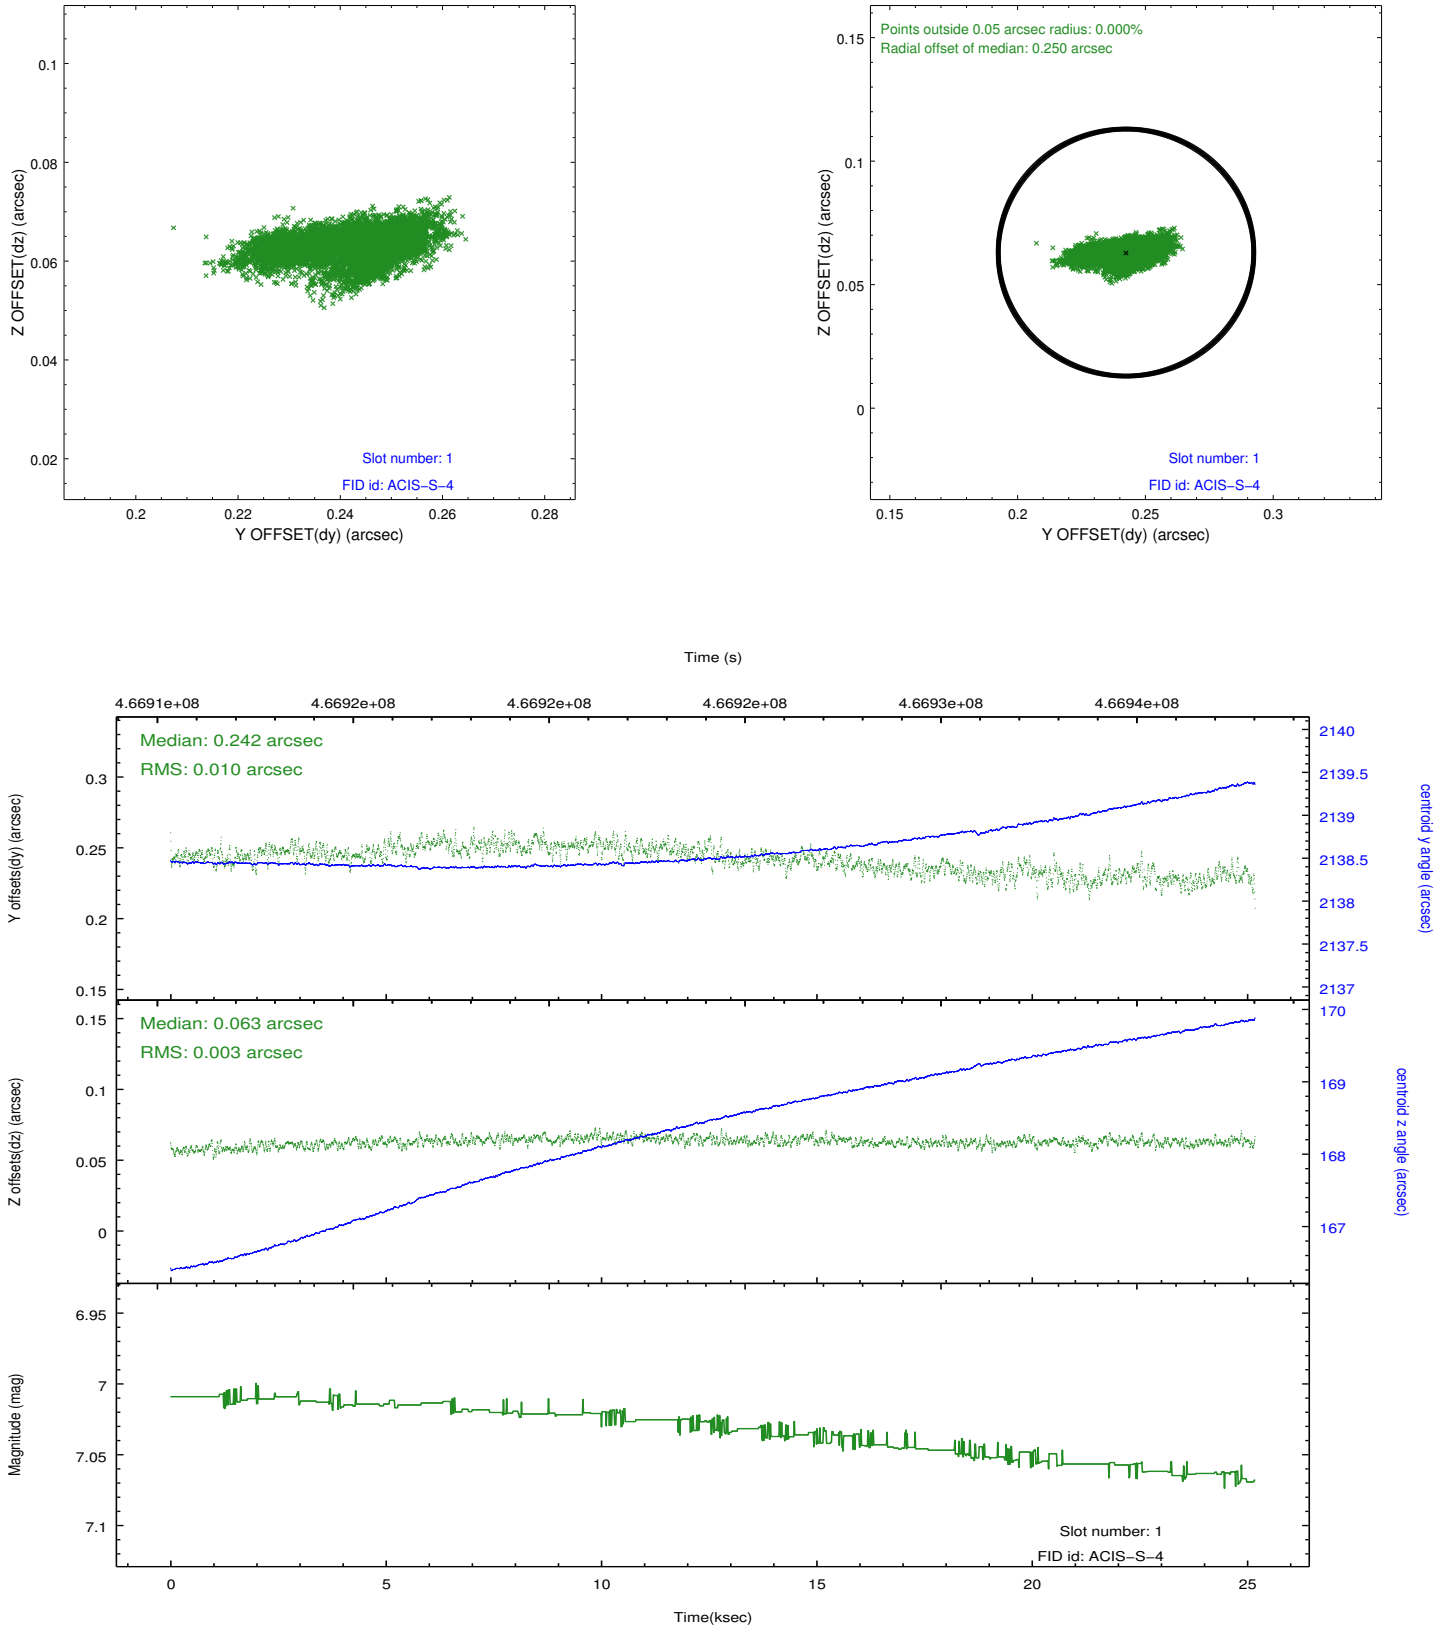 0.1
0.08
0.06
0.04
0.02
Z OFFSET(dz) (arcsec)
Slot number: 1
FID id: ACIS-S-4
0.2 0.22 0.24 0.26 0.28
Y OFFSET(dy) (arcsec)
Points outside 0.05 arcsec radius: 0.000%
Radial offset of median: 0.250 arcsec
0.15
0.1
0.05
0
Z OFFSET(dz) (arcsec)
Slot number: 1
FID id: ACIS-S-4
0.15 0.2 0.25 0.3
Y OFFSET(dy) (arcsec)
Time (s)
4.6691e+08 4.6692e+08 4.6692e+08 4.6692e+08 4.6693e+08 4.6694e+08
Median: 0.242 arcsec
RMS: 0.010 arcsec
0.3
0.25
0.2
0.15
Y offsets(dy) (arcsec)
2140
2139.5
2139
2138.5
2138
2137.5
2137
centroid y angle (arcsec)
Median: 0.063 arcsec
RMS: 0.003 arcsec
0.15
0.1
0.05
0
Z offsets(dz) (arcsec)
170
169
168
167
centroid z angle (arcsec)
6.95
7
7.05
7.1
Magnitude (mag)
Slot number: 1
FID id: ACIS-S-4
0 5 10 15 20 25
Time(ksec)